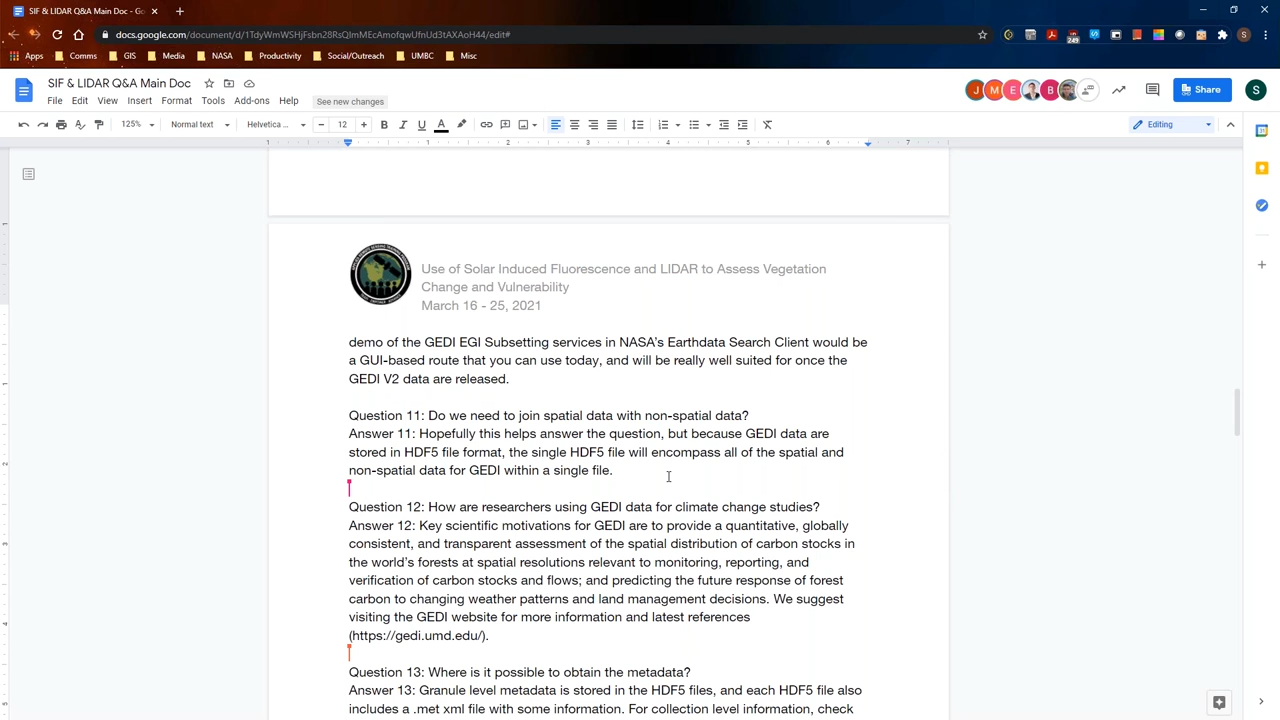 SIF & LIDAR Q&A Main Doc - Go
docs.google.com/document/d/1TdyWmWSHjFsbn28RsQlmMEcAmofqwUfnUd3tAXAoH44/edit#
Apps Comms GIS Media NASA Productivity Social/Outreach UMBC Misc
SIF & LIDAR Q&A Main Doc
File Edit View Insert Format Tools Add-ons Help See new changes
J M E B Share S
125% Normal text Helvetica ... 12 B I U A Editing
Use of Solar Induced Fluorescence and LIDAR to Assess Vegetation
Change and Vulnerability
March 16 - 25, 2021
demo of the GEDI EGI Subsetting services in NASA's Earthdata Search Client would be
a GUI-based route that you can use today, and will be really well suited for once the
GEDI V2 data are released.
Question 11: Do we need to join spatial data with non-spatial data?
Answer 11: Hopefully this helps answer the question, but because GEDI data are
stored in HDF5 file format, the single HDF5 file will encompass all of the spatial and
non-spatial data for GEDI within a single file.
Question 12: How are researchers using GEDI data for climate change studies?
Answer 12: Key scientific motivations for GEDI are to provide a quantitative, globally
consistent, and transparent assessment of the spatial distribution of carbon stocks in
the world's forests at spatial resolutions relevant to monitoring, reporting, and
verification of carbon stocks and flows; and predicting the future response of forest
carbon to changing weather patterns and land management decisions. We suggest
visiting the GEDI website for more information and latest references
(https://gedi.umd.edu/).
Question 13: Where is it possible to obtain the metadata?
Answer 13: Granule level metadata is stored in the HDF5 files, and each HDF5 file also
includes a .met xml file with some information. For collection level information, check